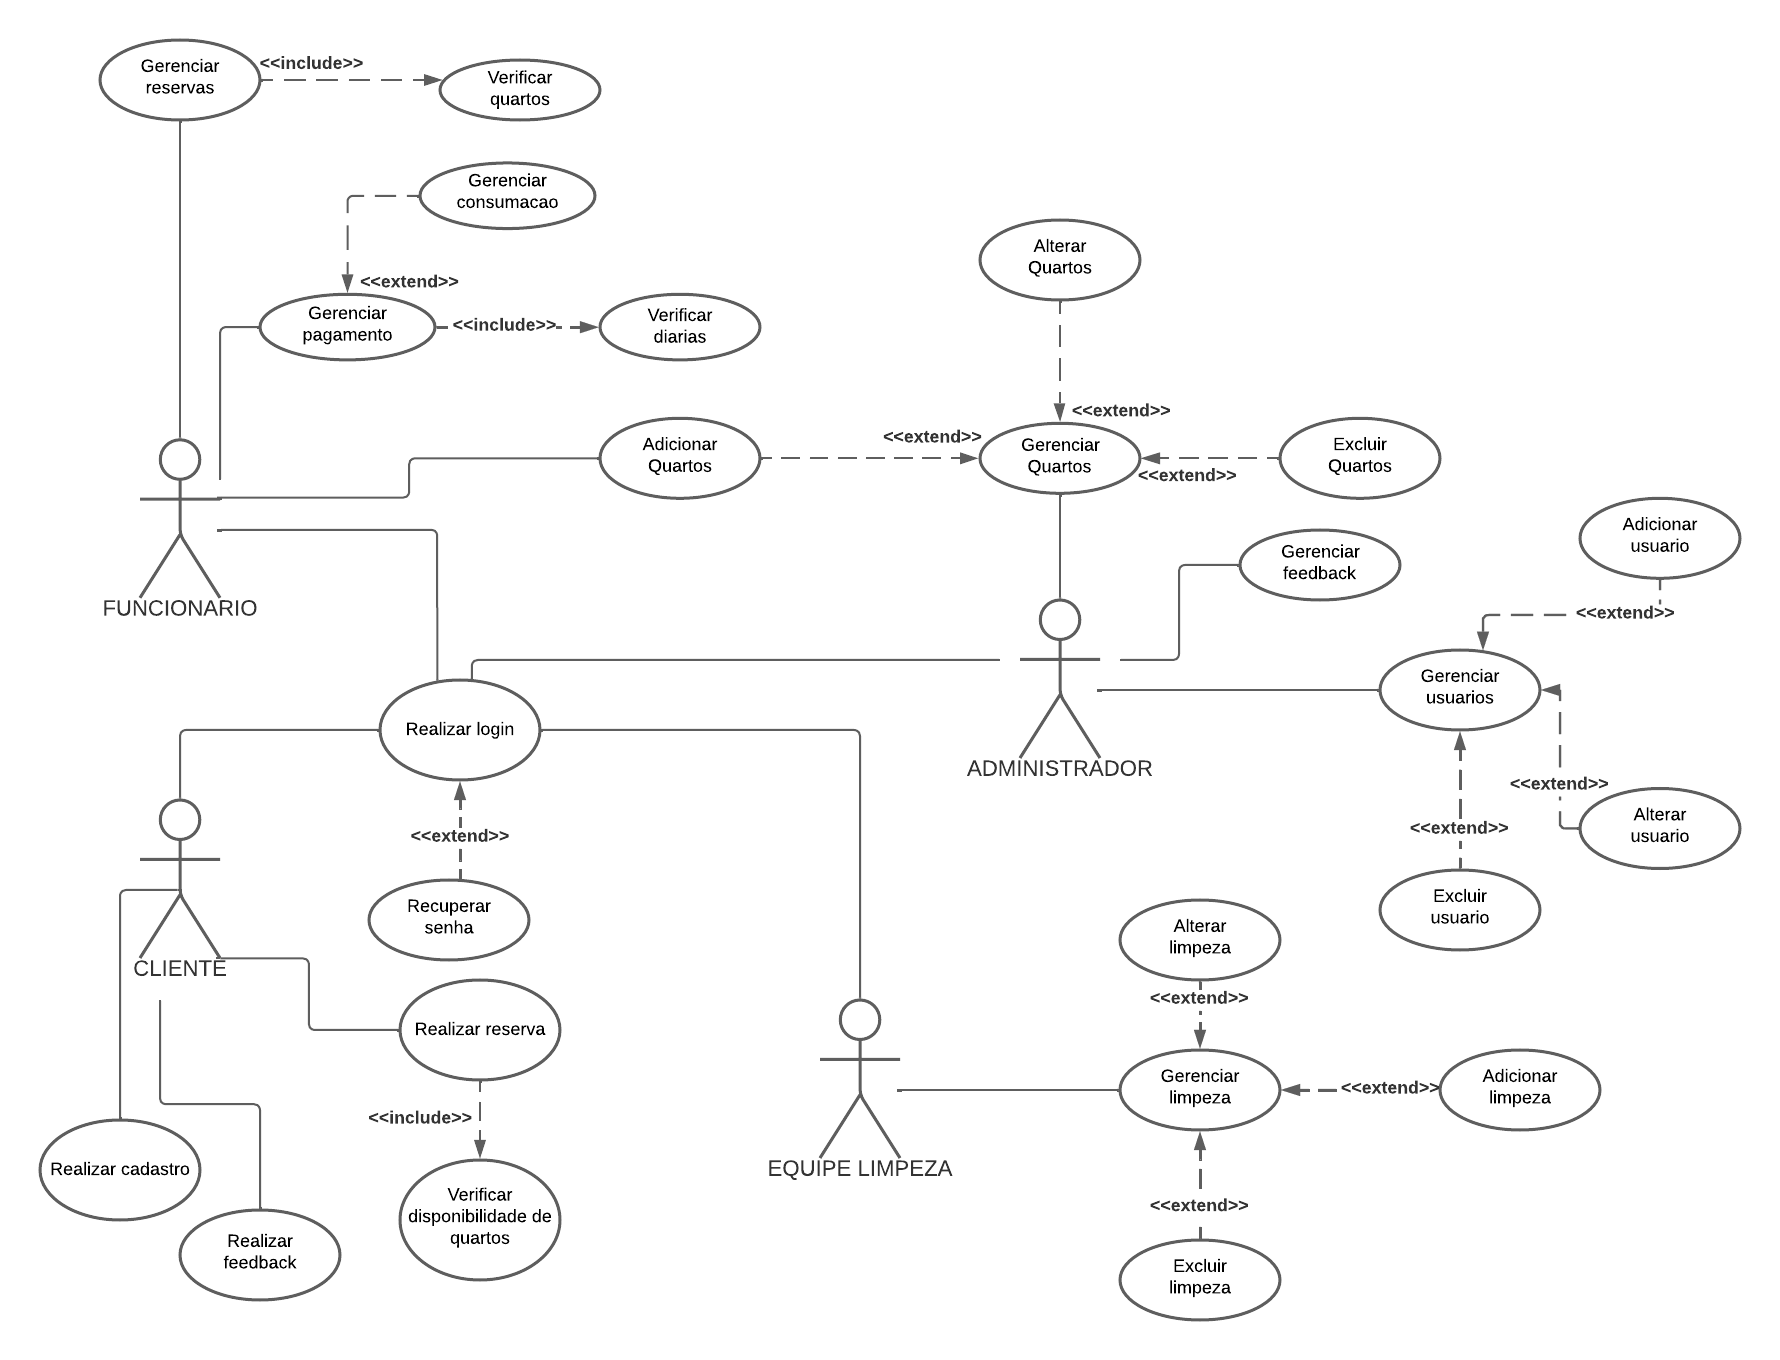 Gerenciar
reservas
<<include>>
Verificar
quartos
Gerenciar
consumacao
<<extend>>
Gerenciar
pagamento
<<include>>
Verificar
diarias
Alterar
Quartos
<<extend>>
Adicionar
Quartos
<<extend>>
Gerenciar
Quartos
<<extend>>
Excluir
Quartos
FUNCIONARIO
Gerenciar
feedback
Adicionar
usuario
<<extend>>
Gerenciar
usuarios
ADMINISTRADOR
Realizar login
<<extend>>
Alterar
usuario
<<extend>>
Excluir
usuario
<<extend>>
Recuperar
senha
CLIENTE
Alterar
limpeza
<<extend>>
Realizar reserva
<<include>>
Gerenciar
limpeza
<<extend>>
Adicionar
limpeza
Realizar cadastro
EQUIPE LIMPEZA
Verificar
disponibilidade de
quartos
<<extend>>
Realizar
feedback
Excluir
limpeza